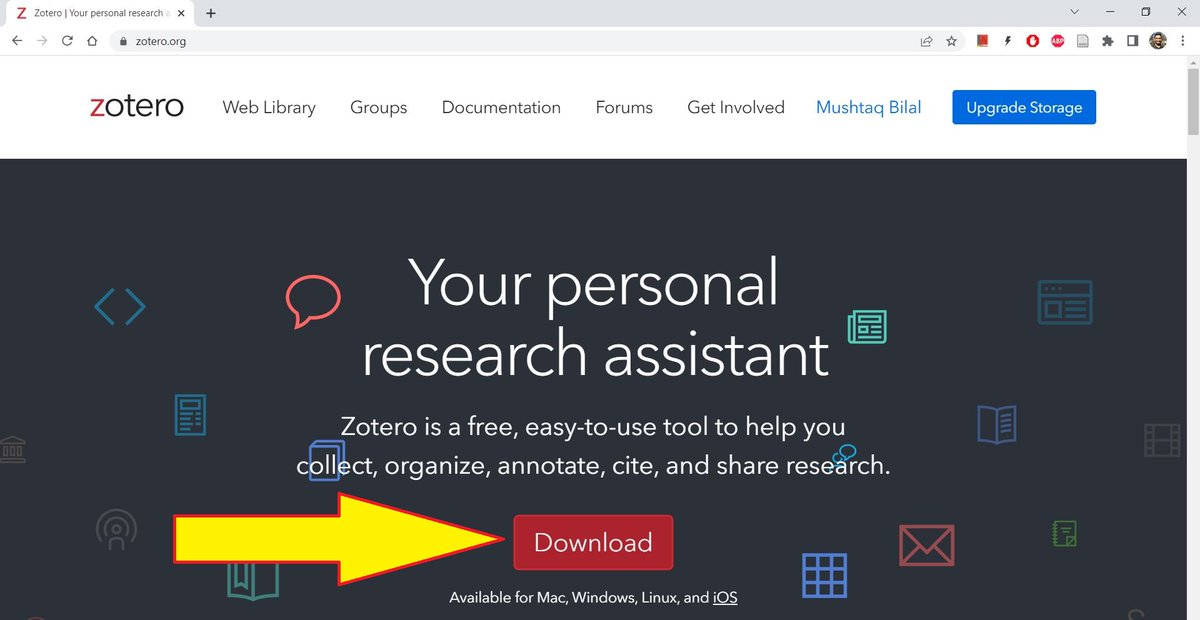 Zotero | Your personal research a
zotero.org
ABP
zotero Web Library Groups Documentation Forums Get Involved Mushtaq Bilal Upgrade Storage
Your personal
research assistant
Zotero is a free, easy-to-use tool to help you
collect, organize, annotate, cite, and share research.
Download
Available for Mac, Windows, Linux, and iOS